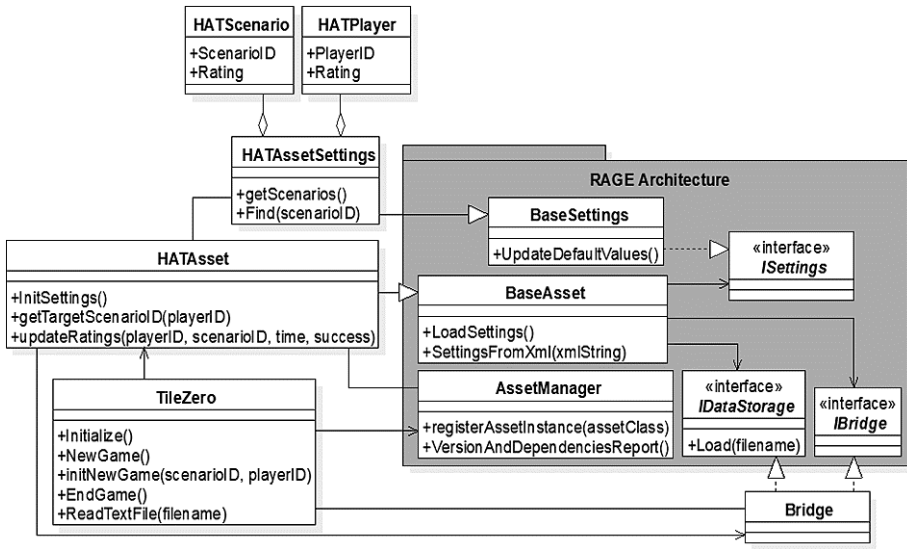 HATScenario
+ScenarioID
+Rating
HATPlayer
+PlayerID
+Rating
HATAssetSettings
+getScenarios()
+Find(scenarioID)
RAGE Architecture
BaseSettings
+UpdateDefaultValues()
«interface»
ISettings
HATAsset
+InitSettings()
+getTargetScenarioID(playerID)
+updateRatings(playerID, scenarioID, time, success)
BaseAsset
+LoadSettings()
+SettingsFromXml(xmlString)
TileZero
+Initialize()
+NewGame()
+initNewGame(scenarioID, playerID)
+EndGame()
+ReadTextFile(filename)
AssetManager
+registerAssetInstance(assetClass)
+VersionAndDependenciesReport()
«interface»
IDataStorage
+Load(filename)
«interface»
IBridge
Bridge